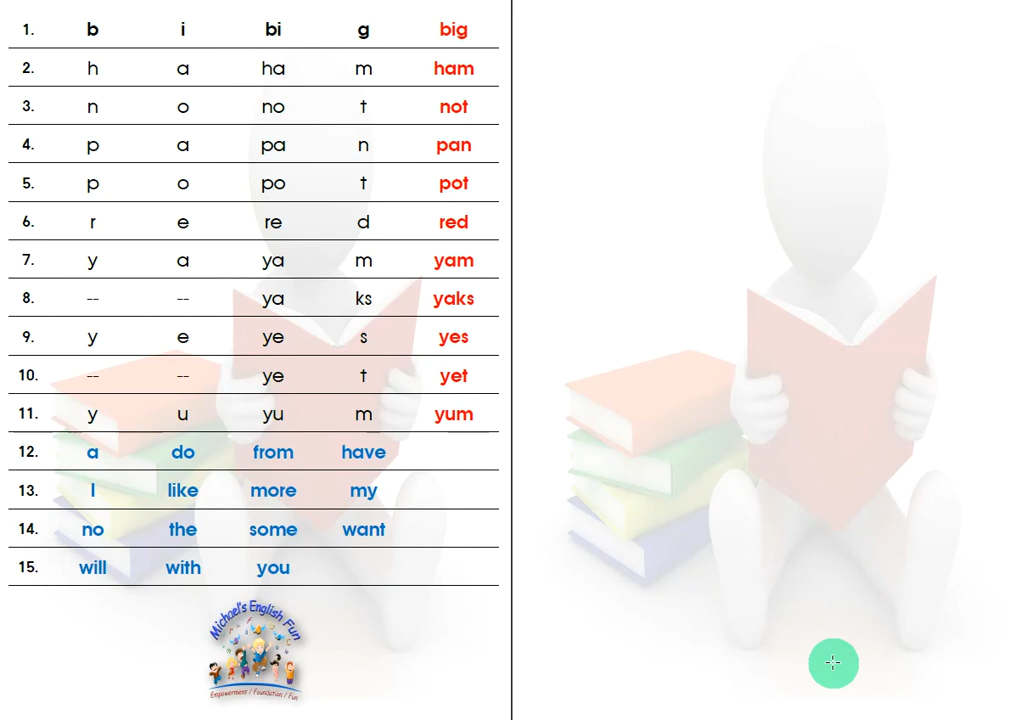 1. b i bi g big
2. h a ha m ham
3. n o no t not
4. p a pa n pan
5. p o po t pot
6. r e re d red
7. y a ya m yam
8. -- -- ya ks yaks
9. y e ye s yes
10. -- -- ye t yet
11. y u yu m yum
12. a do from have
13. I like more my
14. no the some want
15. will with you
Michael's English Fun
Empowerment / Foundation / Fun